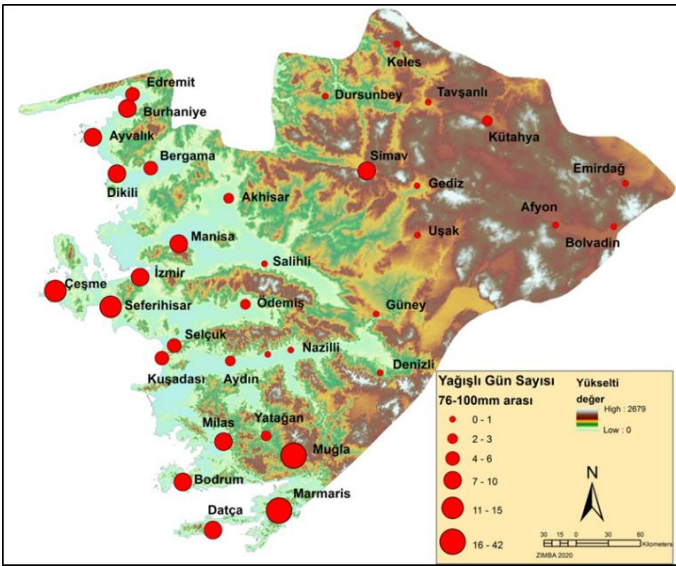 Keles
Edremit
Dursunbey
Tavşanlı
Burhaniye
Kütahya
Ayvalık
Bergama
Simav
Emirdağ
Dikili
Gediz
Akhisar
Afyon
Uşak
Bolvadin
Manisa
Salihli
İzmir
Çeşme
Seferihisar
Ödemiş
Güney
Selçuk
Nazilli
Kuşadası
Aydın
Denizli
Milas
Yatağan
Muğla
Bodrum
Marmaris
Datça
Yağışlı Gün Sayısı
76-100mm arası
0 - 1
2 - 3
4 - 6
7 - 10
11 - 15
16 - 42
Yükselti
değer
High : 2679
Low : 0
N
30 15 0 30 60
Kilometers
ZIMBA 2020